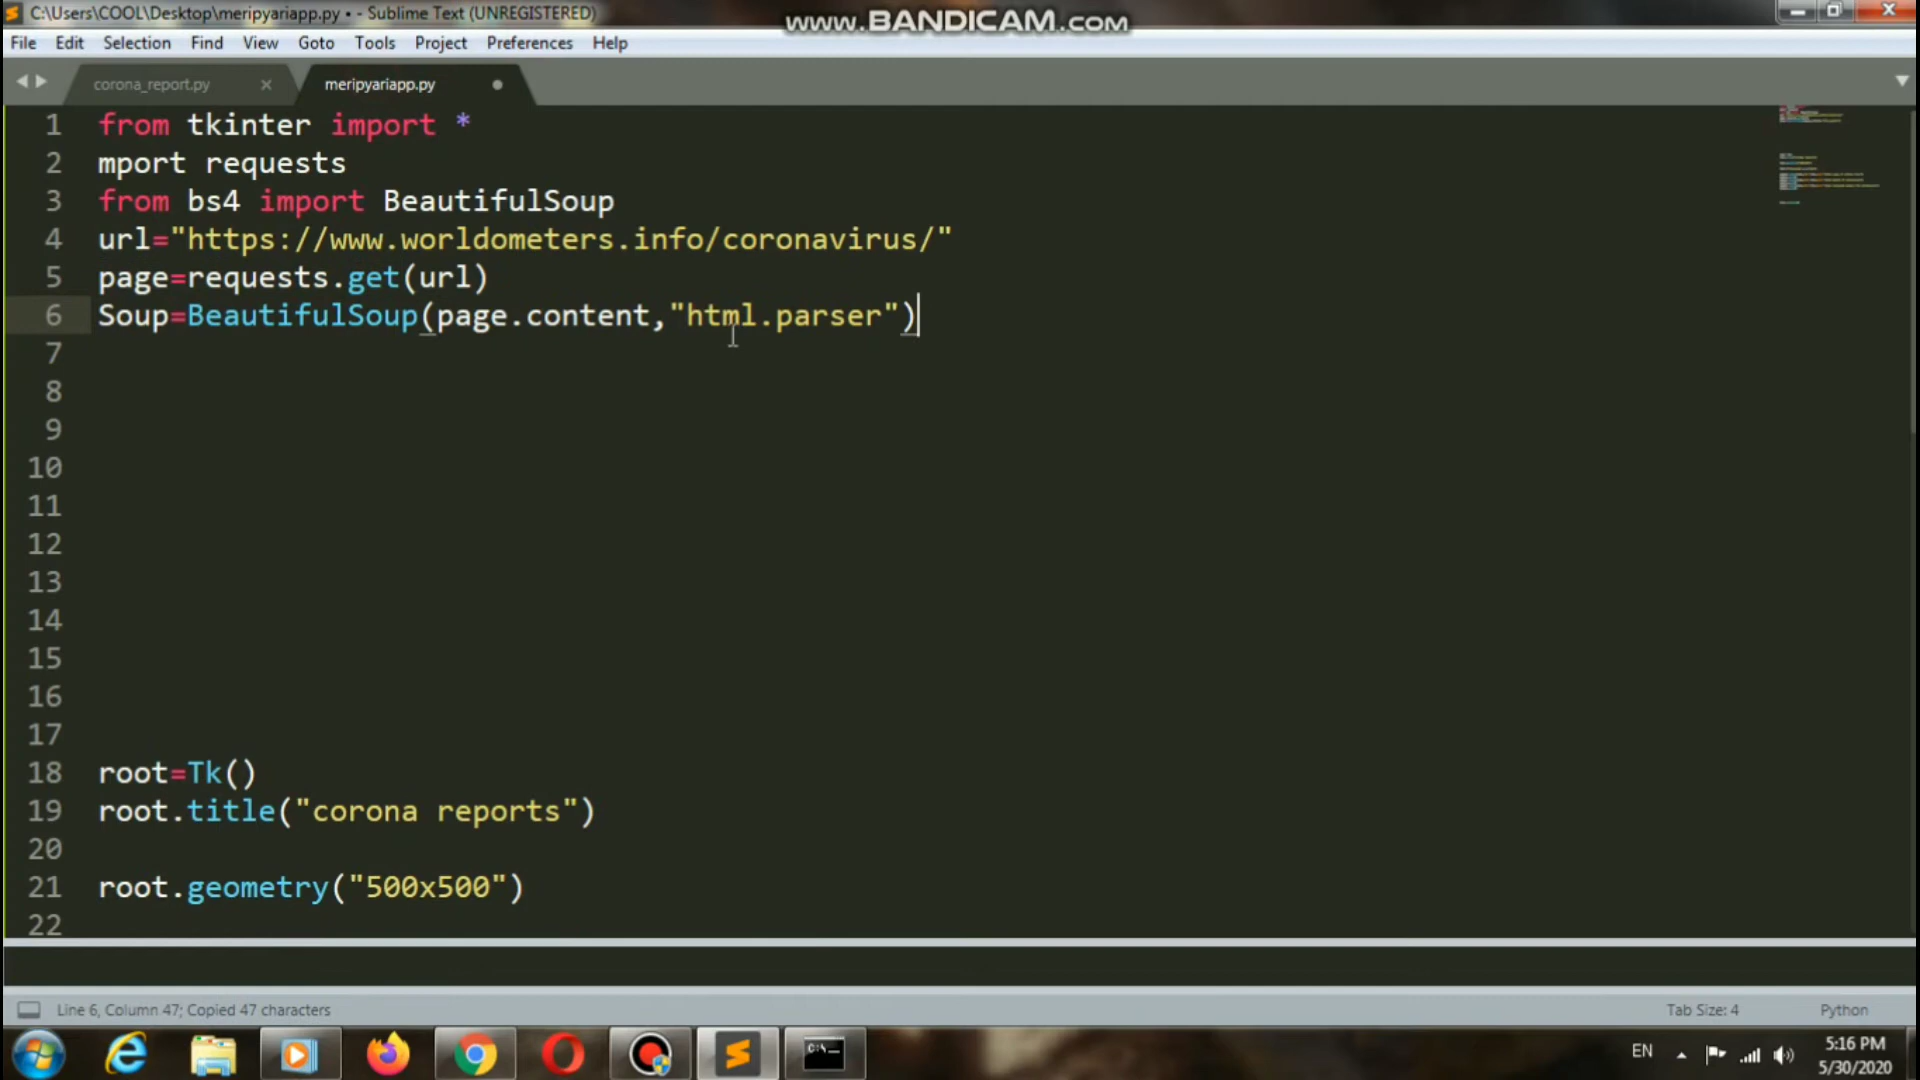 C:\Users\COOL\Desktop\meripyariapp.py • - Sublime Text (UNREGISTERED)
www.BANDICAM.com
File Edit Selection Find View Goto Tools Project Preferences Help
corona_report.py × meripyariapp.py
1 from tkinter import *
2 mport requests
3 from bs4 import BeautifulSoup
4 url="https://www.worldometers.info/coronavirus/"
5 page=requests.get(url)
6 Soup=BeautifulSoup(page.content,"html.parser")
7
8
9
10
11
12
13
14
15
16
17
18 root=Tk()
19 root.title("corona reports")
20
21 root.geometry("500x500")
22
Line 6, Column 47; Copied 47 characters Tab Size: 4 Python
EN 5:16 PM
5/30/2020